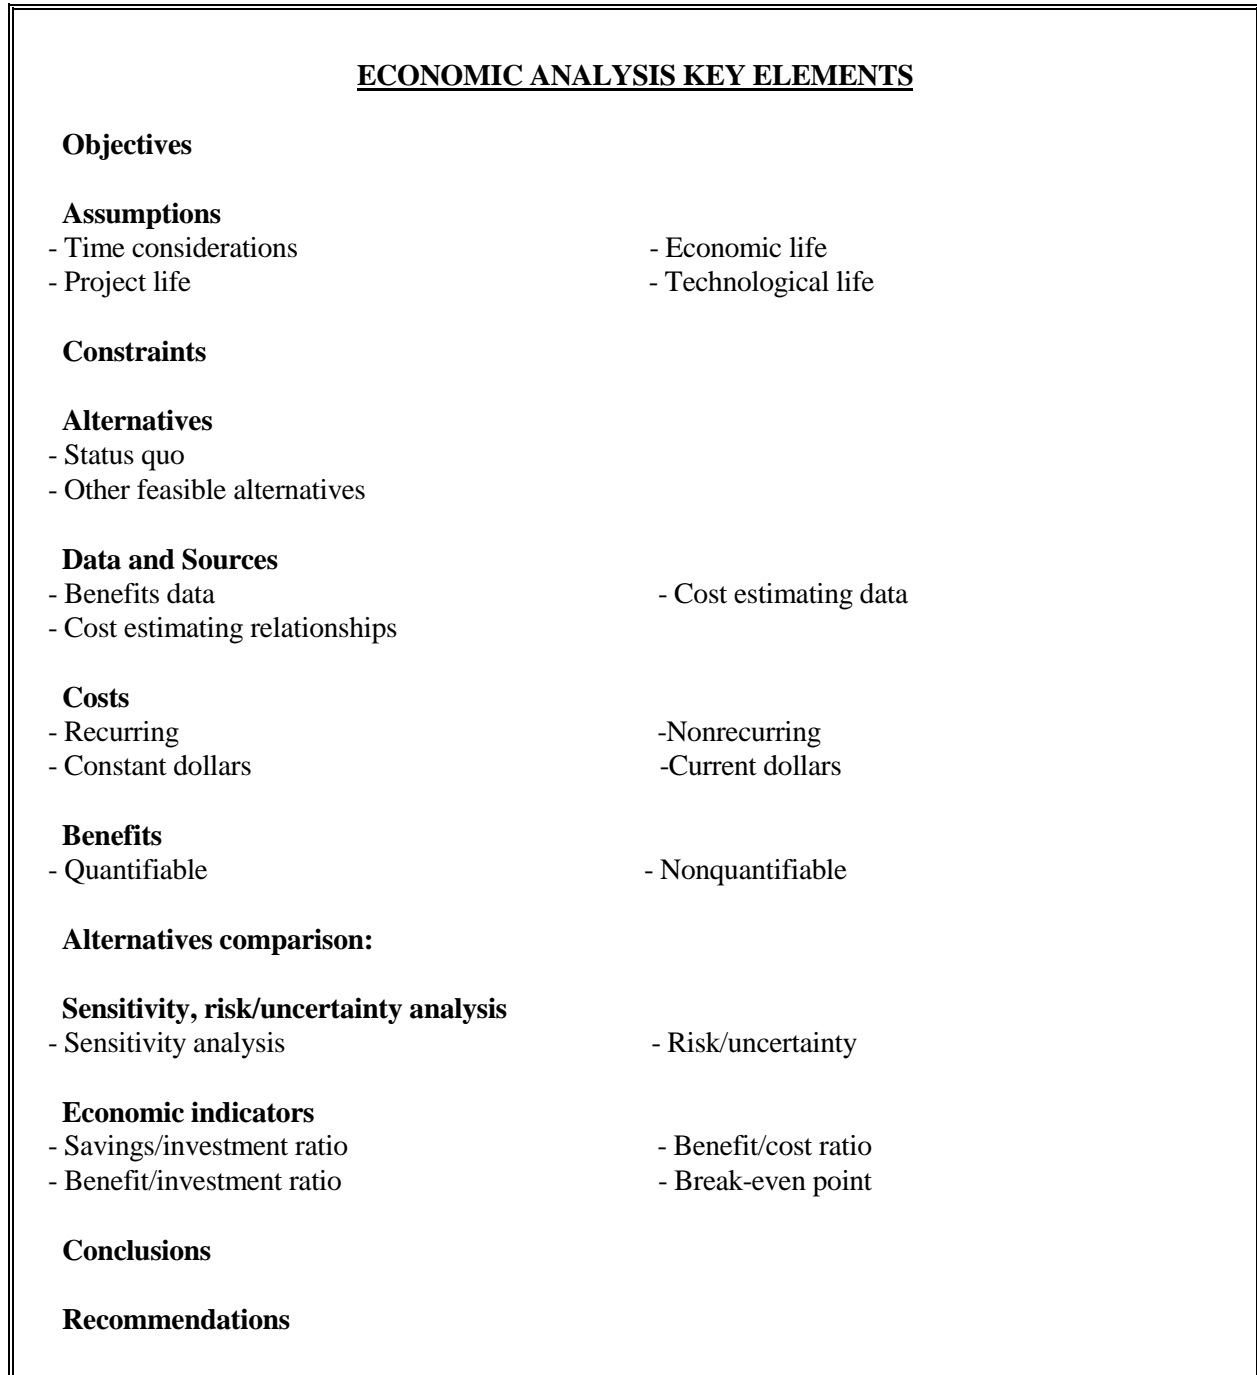 ECONOMIC ANALYSIS KEY ELEMENTS
Objectives
Assumptions
- Time considerations - Economic life
- Project life - Technological life
Constraints
Alternatives
- Status quo
- Other feasible alternatives
Data and Sources
- Benefits data - Cost estimating data
- Cost estimating relationships
Costs
- Recurring -Nonrecurring
- Constant dollars -Current dollars
Benefits
- Quantifiable - Nonquantifiable
Alternatives comparison:
Sensitivity, risk/uncertainty analysis
- Sensitivity analysis - Risk/uncertainty
Economic indicators
- Savings/investment ratio - Benefit/cost ratio
- Benefit/investment ratio - Break-even point
Conclusions
Recommendations